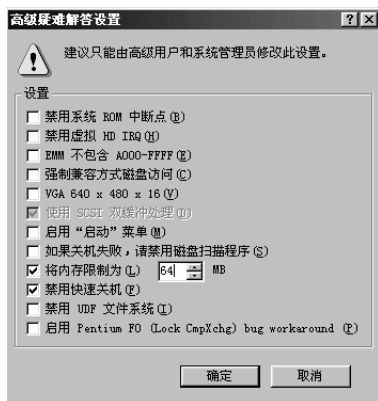 高级疑难解答设置
建议只能由高级用户和系统管理员修改此设置。
设置
禁用系统 ROM 中断点(B)
禁用虚拟 HD IRQ(H)
EMM 不包含 A000-FFFF(E)
强制兼容方式磁盘访问(C)
VGA 640 x 480 x 16(V)
使用 SCSI 双缓冲处理(D)
启用“启动”菜单(M)
如果关机失败，请禁用磁盘扫描程序(S)
将内存限制为(L) 64 MB
禁用快速关机(F)
禁用 UDF 文件系统(I)
启用 Pentium F0 (Lock CmpXchg) bug workaround (P)
确定 取消